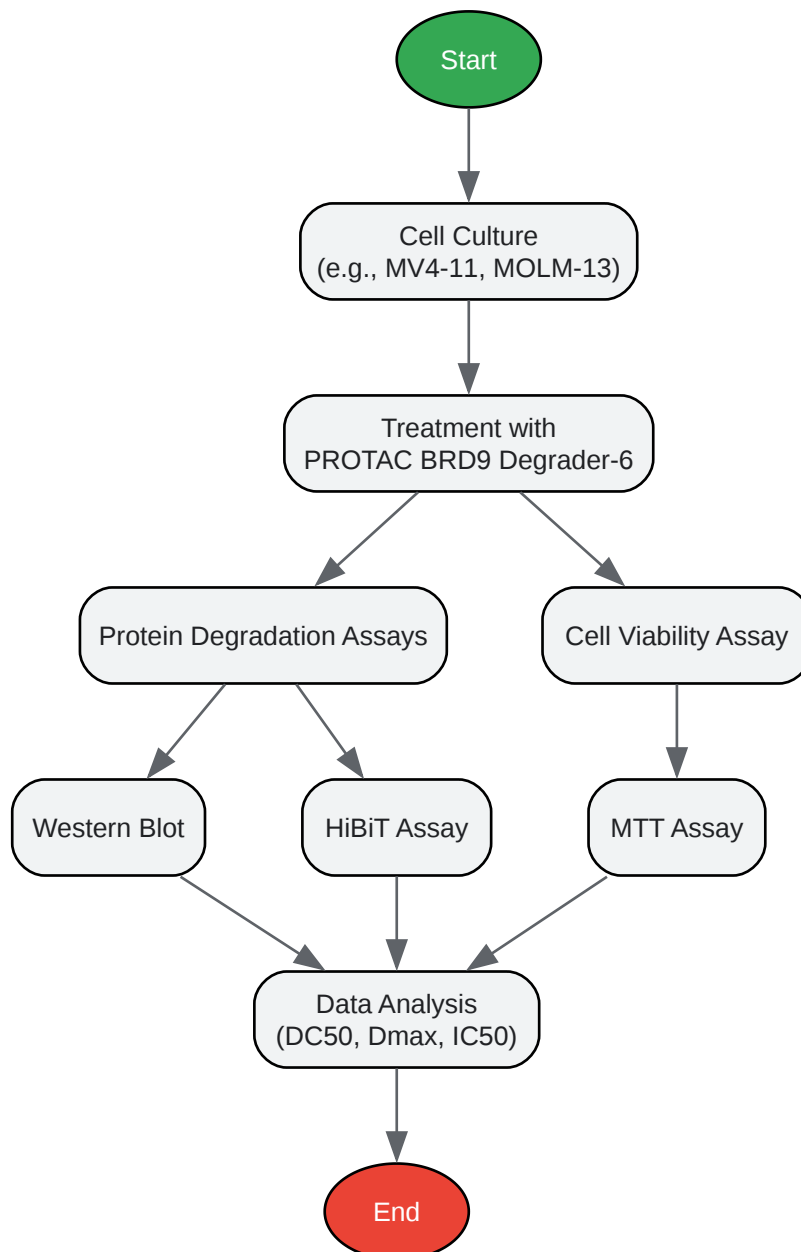 Start
Cell Culture
(e.g., MV4-11, MOLM-13)
Treatment with
PROTAC BRD9 Degrader-6
Protein Degradation Assays
Cell Viability Assay
Western Blot
HiBiT Assay
MTT Assay
Data Analysis
(DC50, Dmax, IC50)
End